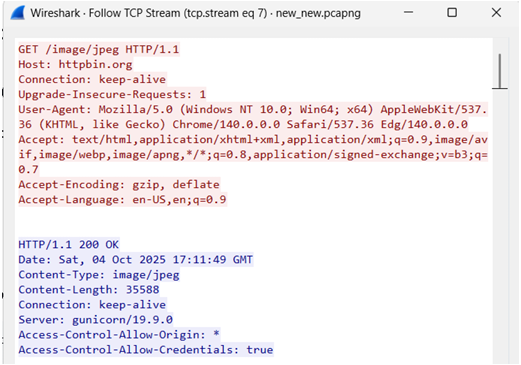 Wireshark · Follow TCP Stream (tcp.stream eq 7) · new_new.pcapng
GET /image/jpeg HTTP/1.1
Host: httpbin.org
Connection: keep-alive
Upgrade-Insecure-Requests: 1
User-Agent: Mozilla/5.0 (Windows NT 10.0; Win64; x64) AppleWebKit/537.
36 (KHTML, like Gecko) Chrome/140.0.0.0 Safari/537.36 Edg/140.0.0.0
Accept: text/html,application/xhtml+xml,application/xml;q=0.9,image/av
if,image/webp,image/apng,*/*;q=0.8,application/signed-exchange;v=b3;q=
0.7
Accept-Encoding: gzip, deflate
Accept-Language: en-US,en;q=0.9
HTTP/1.1 200 OK
Date: Sat, 04 Oct 2025 17:11:49 GMT
Content-Type: image/jpeg
Content-Length: 35588
Connection: keep-alive
Server: gunicorn/19.9.0
Access-Control-Allow-Origin: *
Access-Control-Allow-Credentials: true